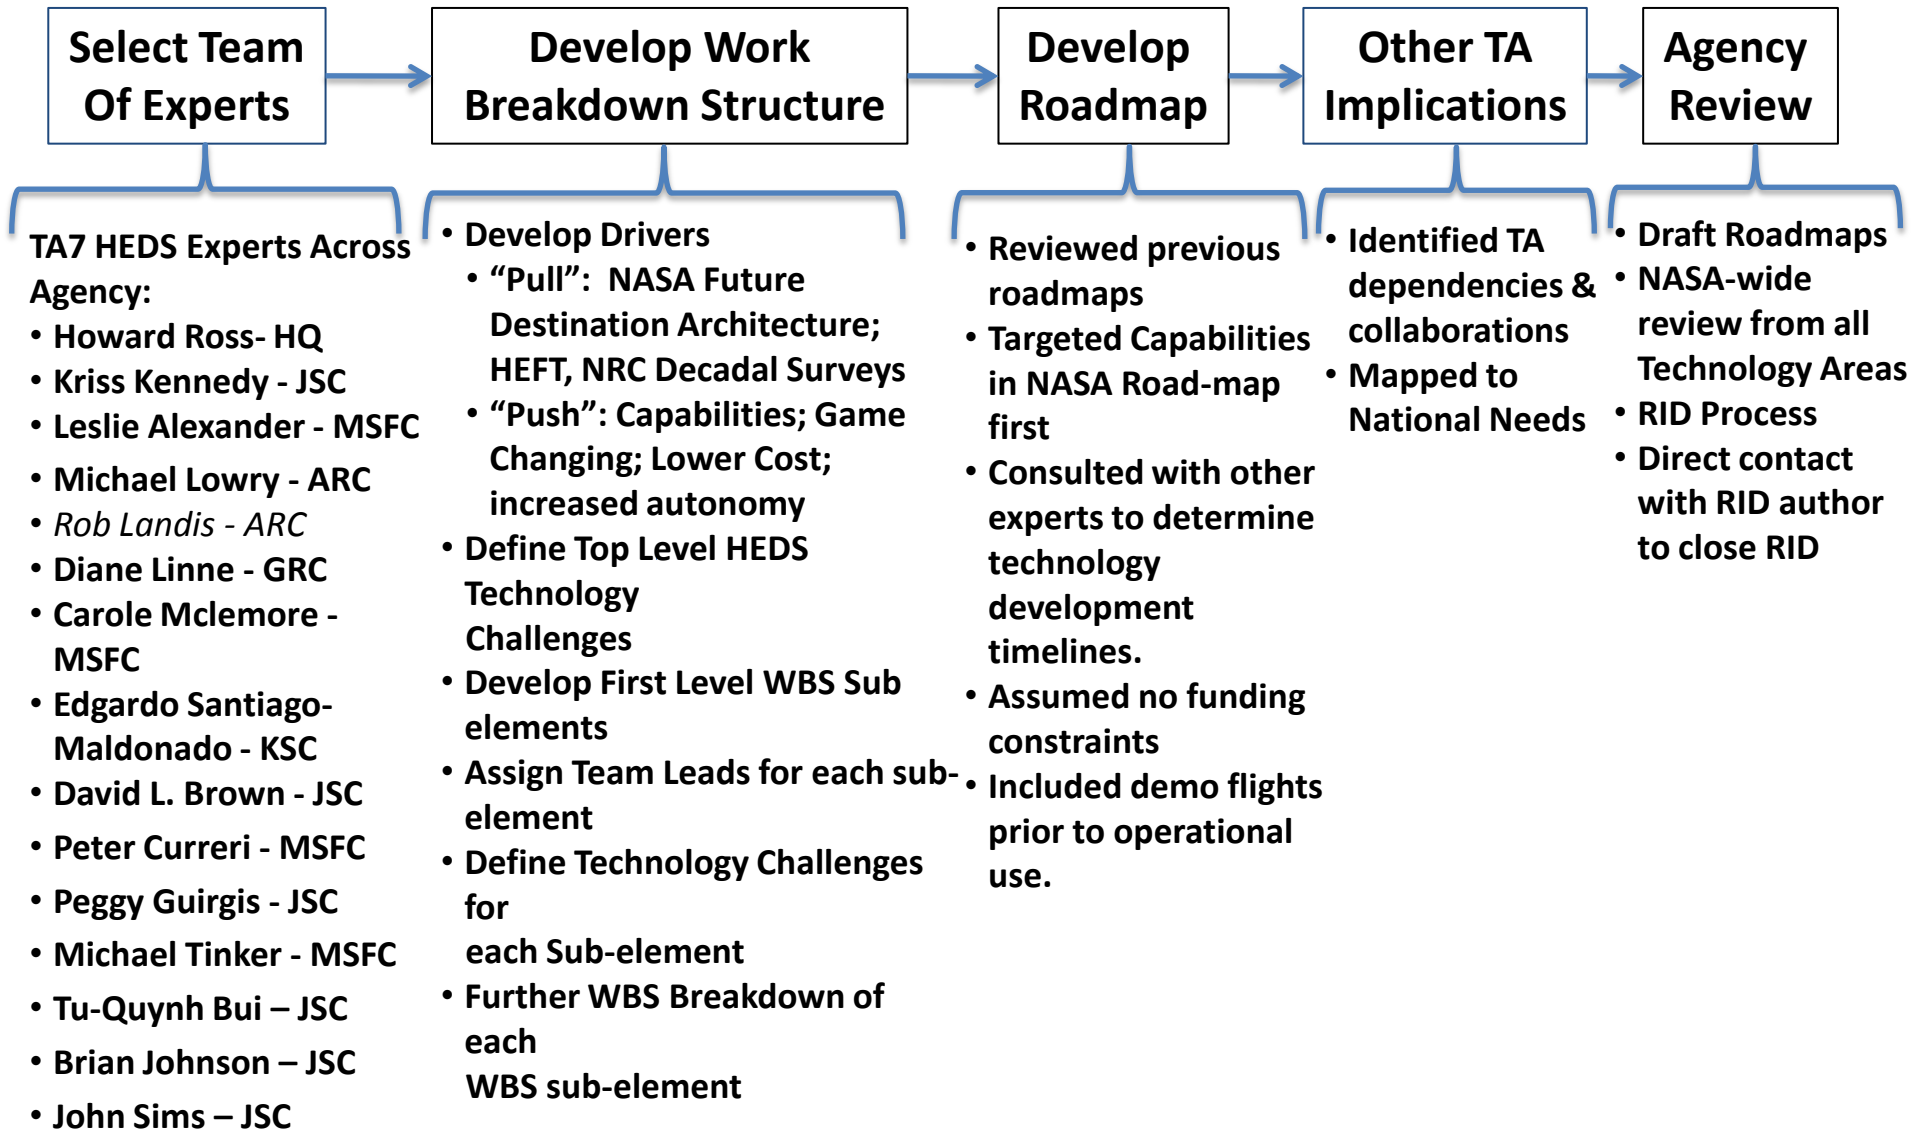 Select Team
Of Experts
Develop Work
Breakdown Structure
Develop
Roadmap
Other TA
Implications
Agency
Review
TA7 HEDS Experts Across
Agency:
• Howard Ross- HQ
• Kriss Kennedy - JSC
• Leslie Alexander - MSFC
• Michael Lowry - ARC
• Rob Landis - ARC
• Diane Linne - GRC
• Carole Mclemore -
MSFC
• Edgardo Santiago-
Maldonado - KSC
• David L. Brown - JSC
• Peter Curreri - MSFC
• Peggy Guirgis - JSC
• Michael Tinker - MSFC
• Tu-Quynh Bui – JSC
• Brian Johnson – JSC
• John Sims – JSC
• Develop Drivers
• “Pull”: NASA Future
Destination Architecture;
HEFT, NRC Decadal Surveys
• “Push”: Capabilities; Game
Changing; Lower Cost;
increased autonomy
• Define Top Level HEDS
Technology
Challenges
• Develop First Level WBS Sub
elements
• Assign Team Leads for each sub-
element
• Define Technology Challenges
for
each Sub-element
• Further WBS Breakdown of
each
WBS sub-element
• Reviewed previous
roadmaps
• Targeted Capabilities
in NASA Road-map
first
• Consulted with other
experts to determine
technology
development
timelines.
• Assumed no funding
constraints
• Included demo flights
prior to operational
use.
• Identified TA
dependencies &
collaborations
• Mapped to
National Needs
• Draft Roadmaps
• NASA-wide
review from all
Technology Areas
• RID Process
• Direct contact
with RID author
to close RID